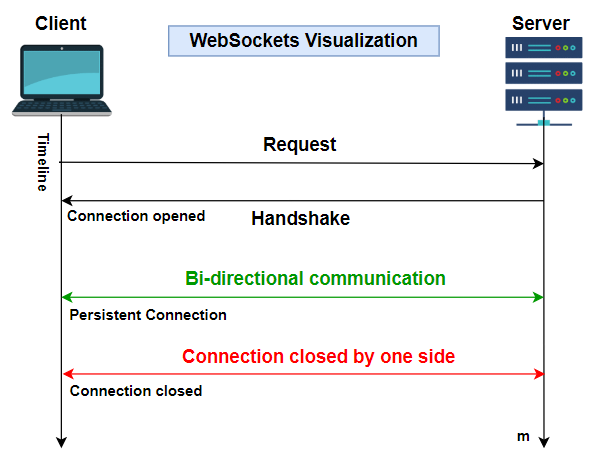 Client
Server
WebSockets Visualization
Timeline
Request
Connection opened
Handshake
Bi-directional communication
Persistent Connection
Connection closed by one side
Connection closed
m